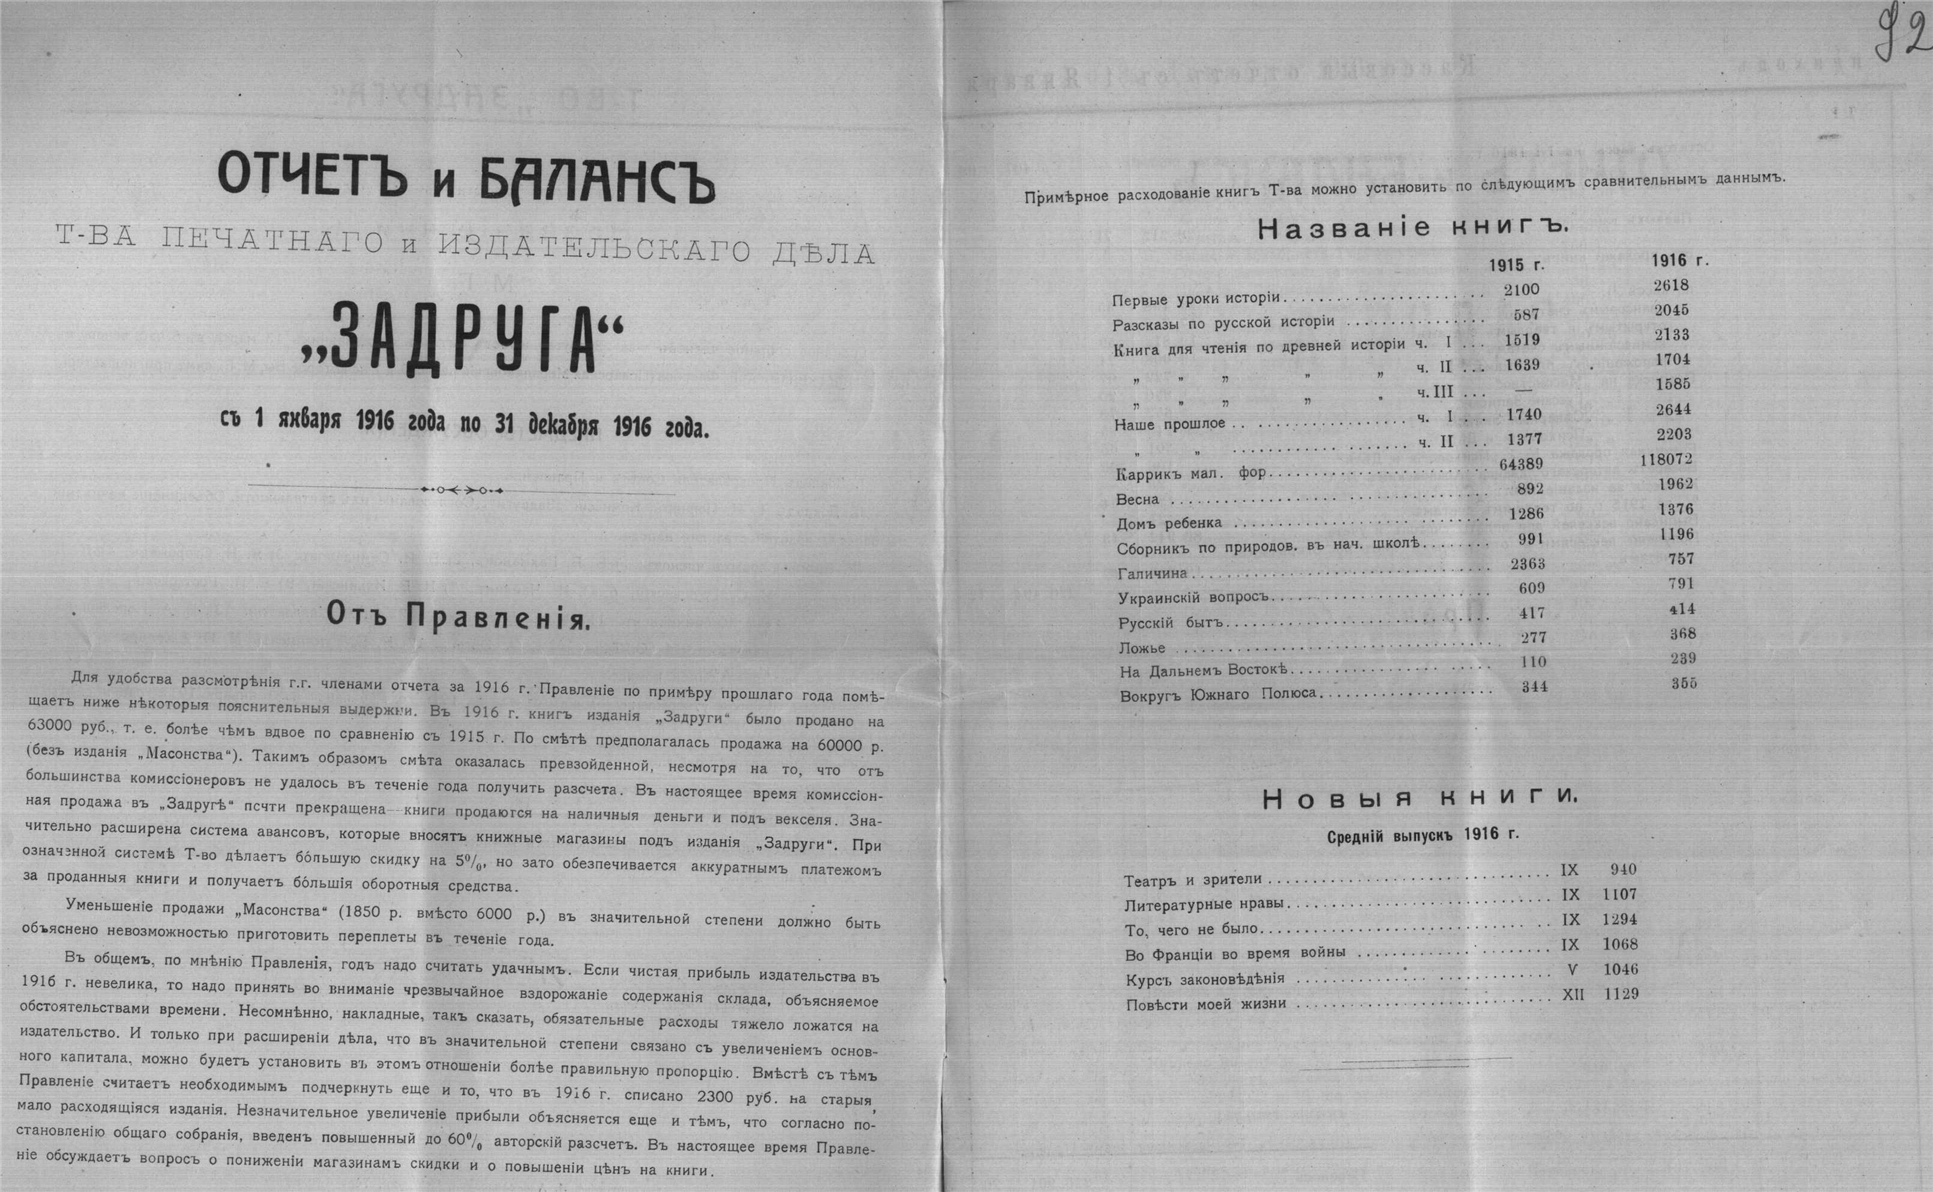 ОТЧЕТЪ и БАЛАНСЪ
Т-ВА ПЕЧАТНАГО и ИЗДАТЕЛЬСКАГО ДѢЛА
„ЗАДРУГА“
съ 1 января 1916 года по 31 декабря 1916 года.
Отъ Правленія.
Для удобства разсмотрѣнія г.г. членами отчета за 1916 г. Правленіе по примѣру прошлаго года помѣ-
щаетъ ниже нѣкоторыя пояснительныя выдержки. Въ 1916 г. книгъ изданія „Задруги“ было продано на
63000 руб., т. е. болѣе чѣмъ вдвое по сравненію съ 1915 г. По смѣтѣ предполагалась продажа на 60000 р.
(безъ изданія „Масонства“). Такимъ образомъ смѣта оказалась превзойденной, несмотря на то, что отъ
большинства комиссіонеровъ не удалось въ теченіе года получить разсчета. Въ настоящее время комиссіон-
ная продажа въ „Задругѣ“ почти прекращена—книги продаются на наличныя деньги и подъ векселя. Зна-
чительно расширена система авансовъ, которые вносятъ книжные магазины подъ изданія „Задруги“. При
означенной системѣ Т-во дѣлаетъ бо́льшую скидку на 5%, но зато обезпечивается аккуратнымъ платежомъ
за проданныя книги и получаетъ бо́льшія оборотныя средства.
Уменьшеніе продажи „Масонства“ (1850 р. вмѣсто 6000 р.) въ значительной степени должно быть
объяснено невозможностью приготовить переплеты въ теченіе года.
Въ общемъ, по мнѣнію Правленія, годъ надо считать удачнымъ. Если чистая прибыль издательства въ
1916 г. невелика, то надо принять во вниманіе чрезвычайное вздорожаніе содержанія склада, объясняемое
обстоятельствами времени. Несомнѣнно, накладные, такъ сказать, обязательные расходы тяжело ложатся на
издательство. И только при расширеніи дѣла, что въ значительной степени связано съ увеличеніемъ основ-
ного капитала, можно будетъ установить въ этомъ отношеніи болѣе правильную пропорцію. Вмѣстѣ съ тѣмъ
Правленіе считаетъ необходимымъ подчеркнуть еще и то, что въ 1916 г. списано 2300 руб. на старыя,
мало расходящіяся изданія. Незначительное увеличеніе прибыли объясняется еще и тѣмъ, что согласно по-
становленію общаго собранія, введенъ повышенный до 60% авторскій разсчетъ. В настоящее время Правле-
ніе обсуждаетъ вопросъ о пониженіи магазинамъ скидки и о повышеніи цѣнъ на книги.
92
Примѣрное расходованіе книгъ Т-ва можно установить по слѣдующимъ сравнительнымъ даннымъ.
Названіе книгъ.
1915 г. 1916 г.
Первые уроки исторіи 2100 2618
Разсказы по русской исторіи 587 2045
Книга для чтенія по древней исторіи ч. I 1519 2133
„ „ „ „ „ ч. II 1639 1704
„ „ „ „ „ ч. III — 1585
Наше прошлое ч. I 1740 2644
„ „ ч. II 1377 2203
Каррикъ мал. фор. 64389 118072
Весна 892 1962
Домъ ребенка 1286 1376
Сборникъ по природов. въ нач. школѣ 991 1196
Галичина 2363 757
Украинскій вопросъ 609 791
Русскій бытъ 417 414
Ложье 277 368
На Дальнемъ Востокѣ 110 239
Вокругъ Южнаго Полюса 344 355
Новыя книги.
Средній выпускъ 1916 г.
Театръ и зрители IX 940
Литературные нравы IX 1107
То, чего не было IX 1294
Во Франціи во время войны IX 1068
Курсъ законовѣдѣнія V 1046
Повѣсти моей жизни XII 1129